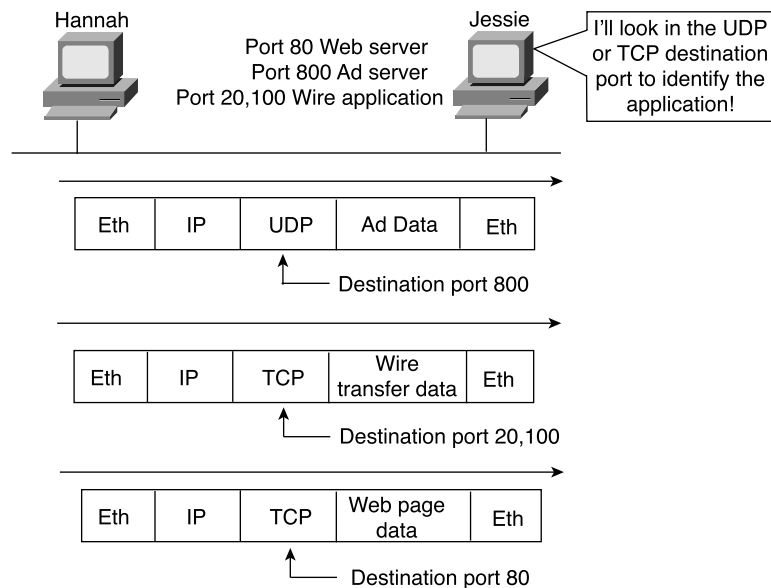 Hannah
Jessie
Port 80 Web server
Port 800 Ad server
Port 20,100 Wire application
I'll look in the UDP
or TCP destination
port to identify the
application!
Eth IP UDP Ad Data Eth
Destination port 800
Eth IP TCP Wire transfer data Eth
Destination port 20,100
Eth IP TCP Web page data Eth
Destination port 80